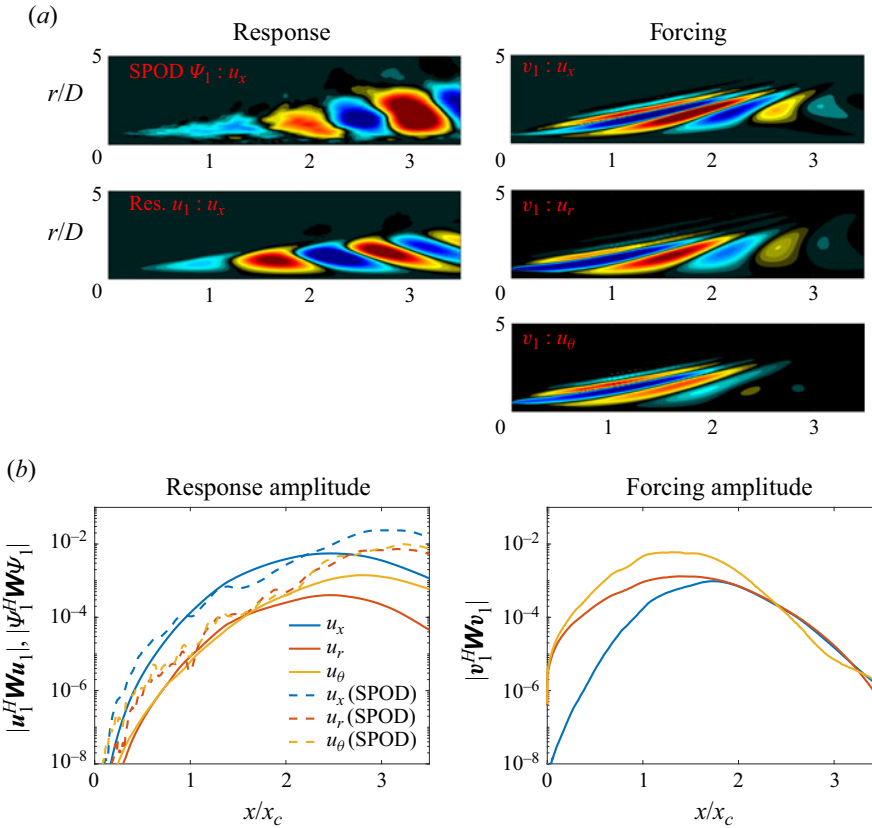 (a)
Response
Forcing
5
r/D
0
SPOD Ψ1 : ux
1 2 3
5
0
v1 : ux
1 2 3
5
r/D
0
Res. u1 : ux
1 2 3
5
0
v1 : ur
1 2 3
5
0
v1 : uθ
1 2 3
(b)
Response amplitude
|u1^H W u1|, |Ψ1^H W Ψ1|
10^−2
10^−4
10^−6
10^−8
ux
ur
uθ
ux (SPOD)
ur (SPOD)
uθ (SPOD)
0 1 2 3
x/xc
Forcing amplitude
|v1^H W v1|
10^−2
10^−4
10^−6
10^−8
0 1 2 3
x/xc